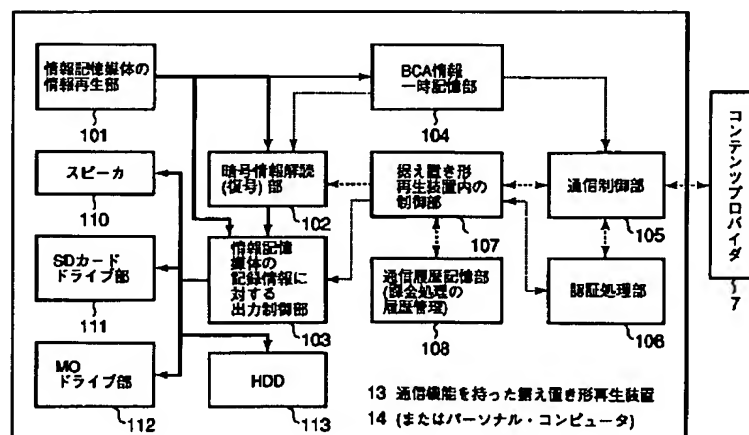 情報記憶媒体の
情報再生部
101
BCA情報
一時記憶部
104
スピーカ
110
暗号情報解読
(復号)部
102
据え置き形
再生装置内の
制御部
107
通信制御部
105
コンテンツプロバイダ
7
SDカード
ドライブ部
111
情報記憶
媒体の
記録情報に
対する
出力制御部
103
通信履歴記憶部
(課金処理の
履歴管理)
108
認証処理部
106
MO
ドライブ部
112
HDD
113
13 通信機能を持った据え置き形再生装置
14 (またはパーソナル・コンピュータ)